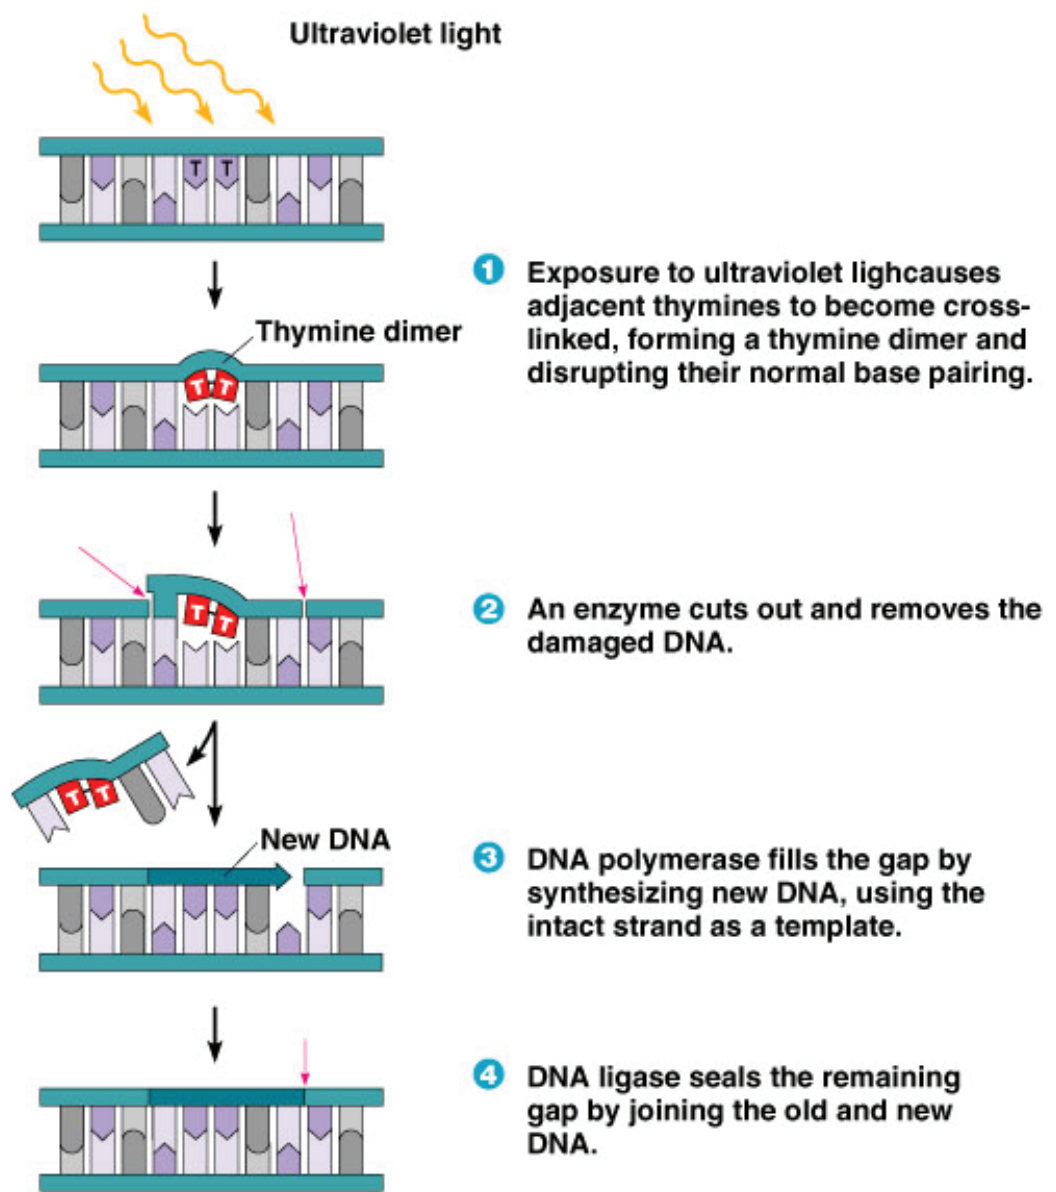 Ultraviolet light
T T
1 Exposure to ultraviolet lighcauses
adjacent thymines to become cross-
linked, forming a thymine dimer and
disrupting their normal base pairing.
Thymine dimer
T T
2 An enzyme cuts out and removes the
damaged DNA.
T T
T T
New DNA
3 DNA polymerase fills the gap by
synthesizing new DNA, using the
intact strand as a template.
4 DNA ligase seals the remaining
gap by joining the old and new
DNA.